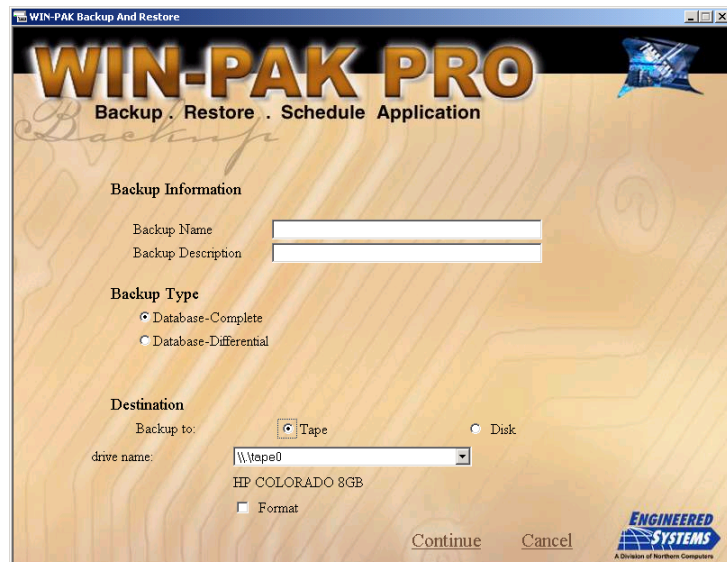 WIN-PAK Backup And Restore
WIN-PAK PRO
Backup . Restore . Schedule Application
Backup
Backup Information
Backup Name
Backup Description
Backup Type
Database-Complete
Database-Differential
Destination
Backup to: Tape Disk
drive name: \\.\tape0
HP COLORADO 8GB
Format
Continue Cancel
ENGINEERED
SYSTEMS
A Division of Northern Computers